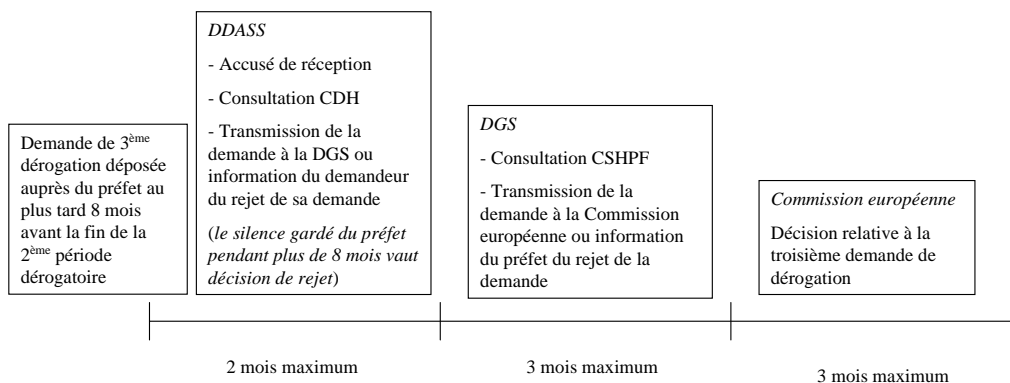 Demande de 3ème
dérogation déposée
auprès du préfet au
plus tard 8 mois
avant la fin de la
2ème période
dérogatoire
DDASS
- Accusé de réception
- Consultation CDH
- Transmission de la
demande à la DGS ou
information du demandeur
du rejet de sa demande
(le silence gardé du préfet
pendant plus de 8 mois vaut
décision de rejet)
DGS
- Consultation CSHPF
- Transmission de la
demande à la Commission
européenne ou information
du préfet du rejet de la
demande
Commission européenne
Décision relative à la
troisième demande de
dérogation
2 mois maximum
3 mois maximum
3 mois maximum